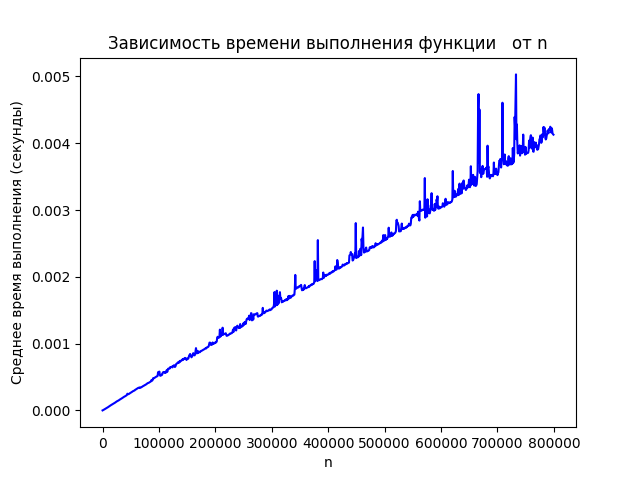 Зависимость времени выполнения функции   от n
Среднее время выполнения (секунды)
0.005
0.004
0.003
0.002
0.001
0.000
0 100000 200000 300000 400000 500000 600000 700000 800000
n